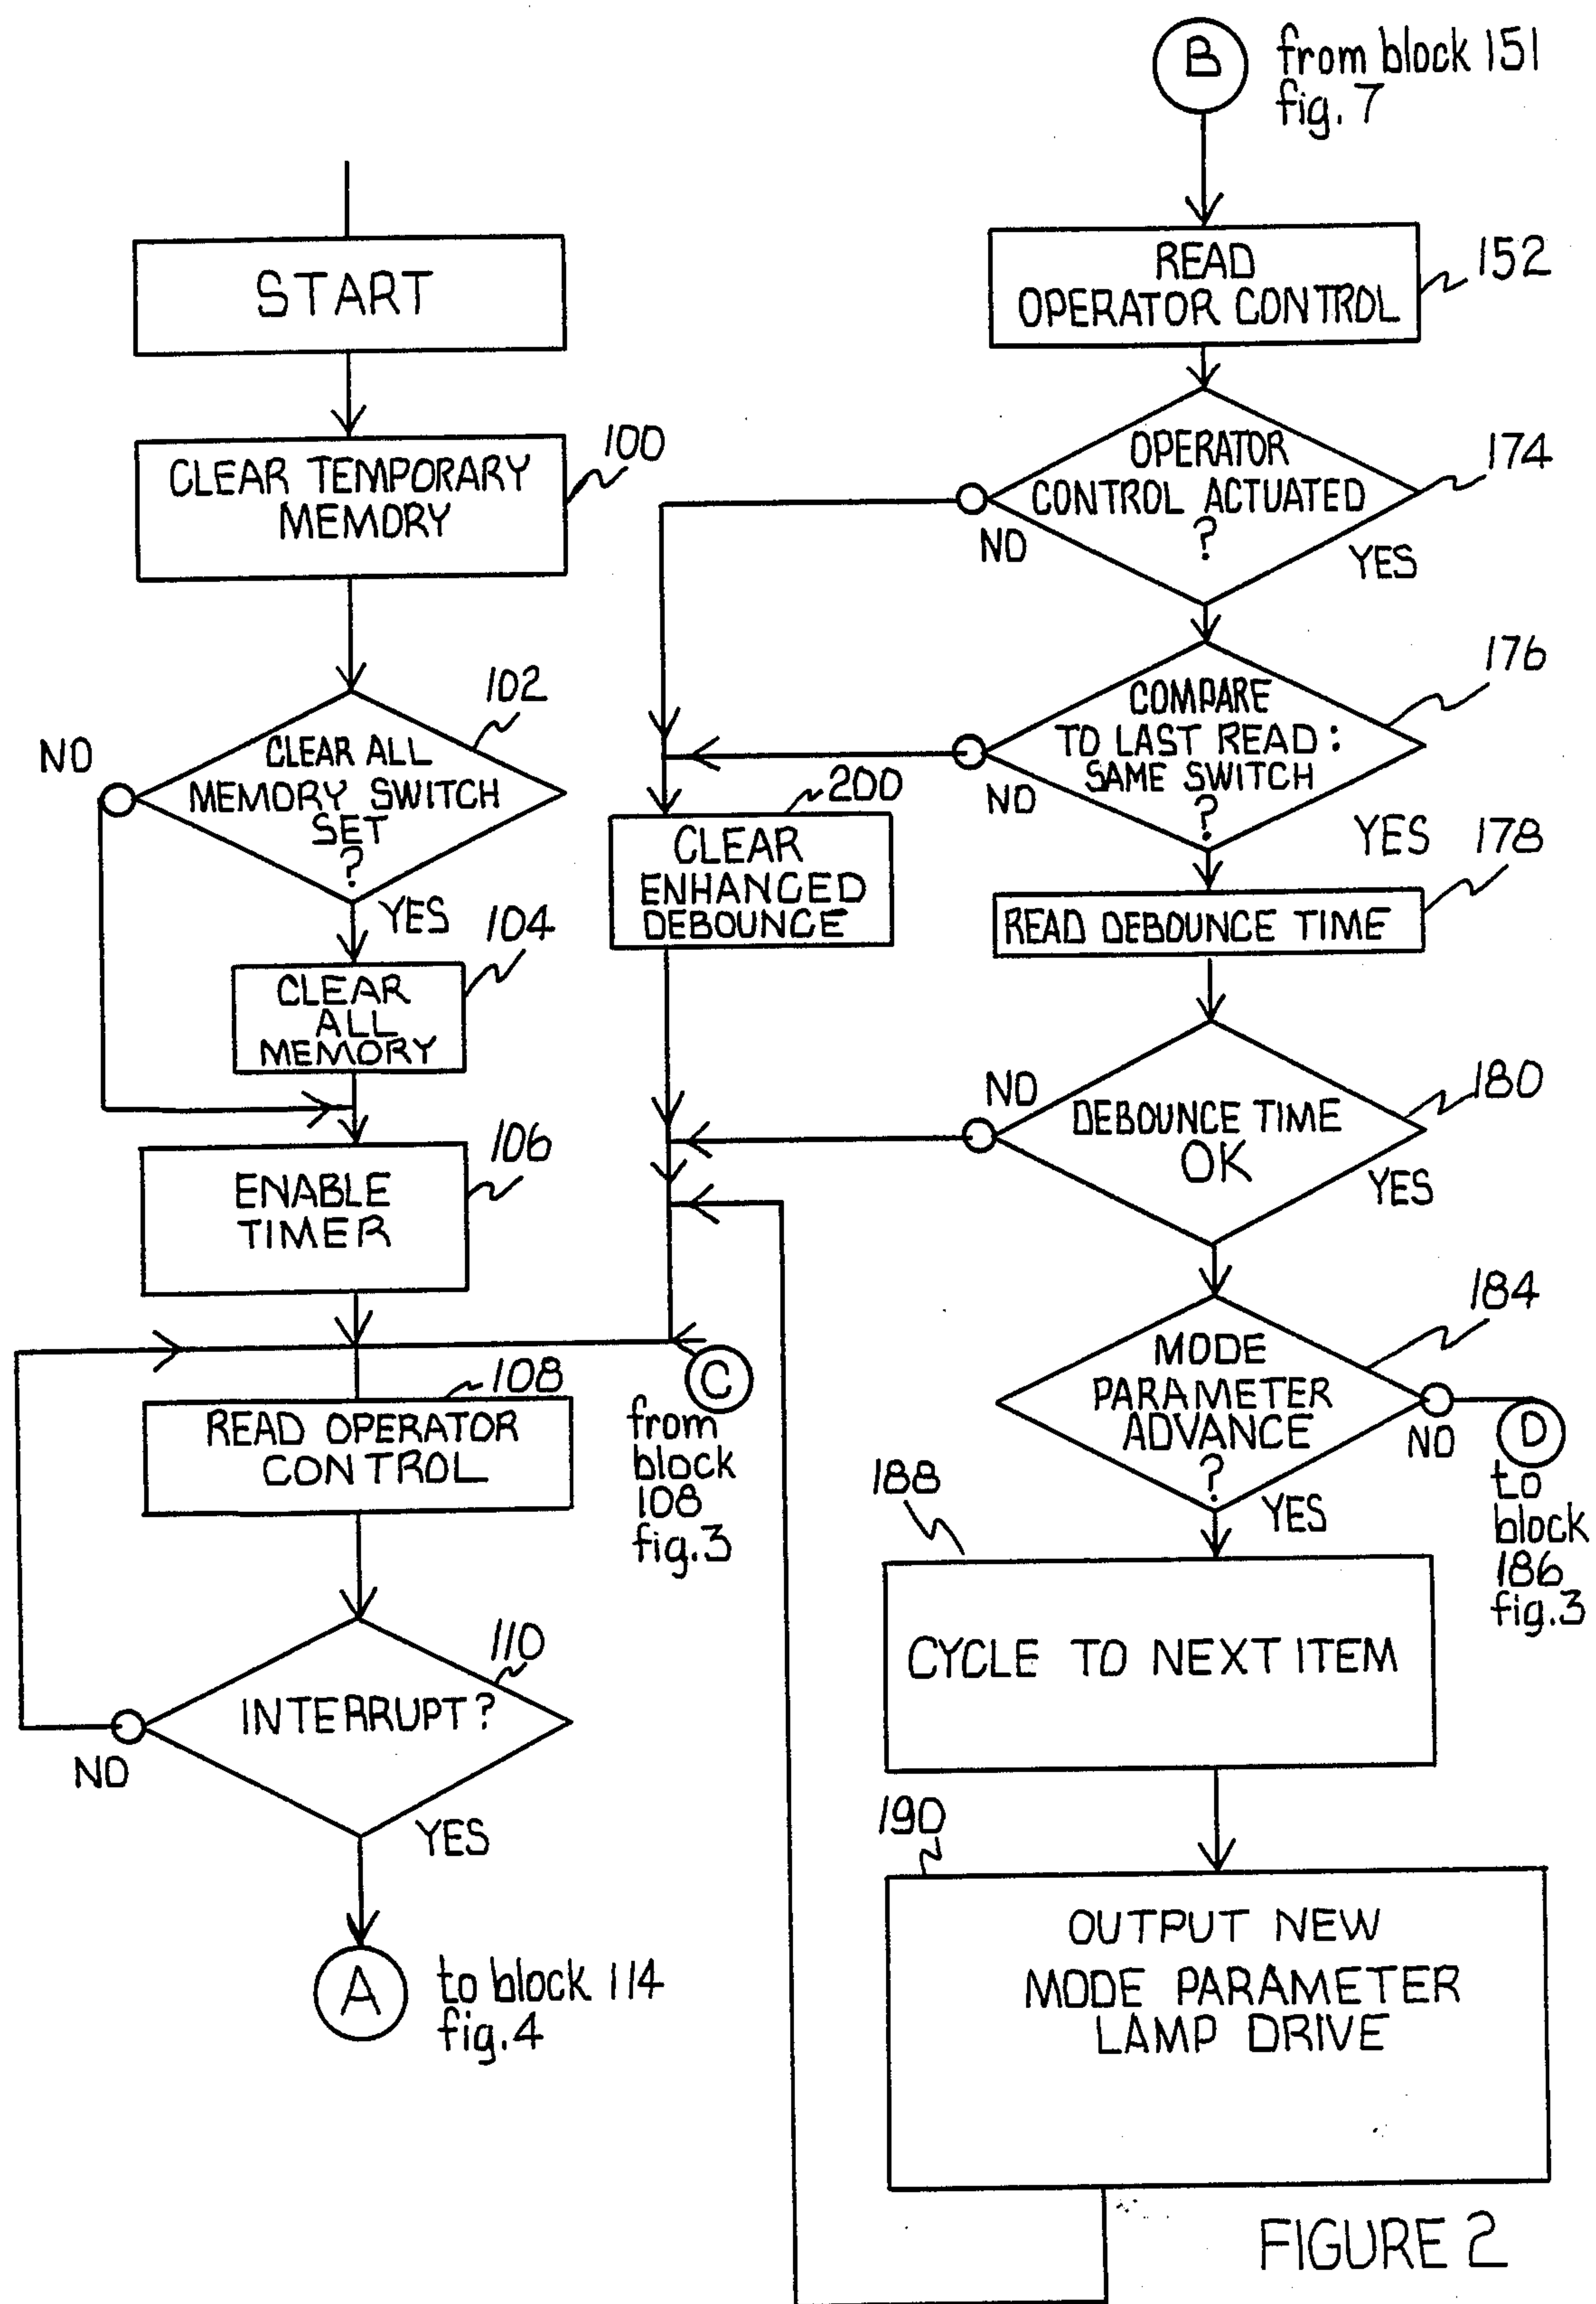 START
100
CLEAR TEMPORARY
MEMORY
102
NO
CLEAR ALL
MEMORY SWITCH
SET
?
YES
104
CLEAR
ALL
MEMORY
106
ENABLE
TIMER
108
READ OPERATOR
CONTROL
110
INTERRUPT?
NO
YES
A
to block 114
fig. 4
B
from block 151
fig. 7
READ
OPERATOR CONTROL
152
OPERATOR
CONTROL ACTUATED
?
174
NO
YES
176
COMPARE
TO LAST READ:
SAME SWITCH
?
NO
YES
200
CLEAR
ENHANCED
DEBOUNCE
178
READ DEBOUNCE TIME
NO
180
DEBOUNCE TIME
OK
YES
184
MODE
PARAMETER
ADVANCE
?
NO
YES
C
from
block
108
fig. 3
D
to
block
186
fig. 3
188
CYCLE TO NEXT ITEM
190
OUTPUT NEW
MODE PARAMETER
LAMP DRIVE
FIGURE 2